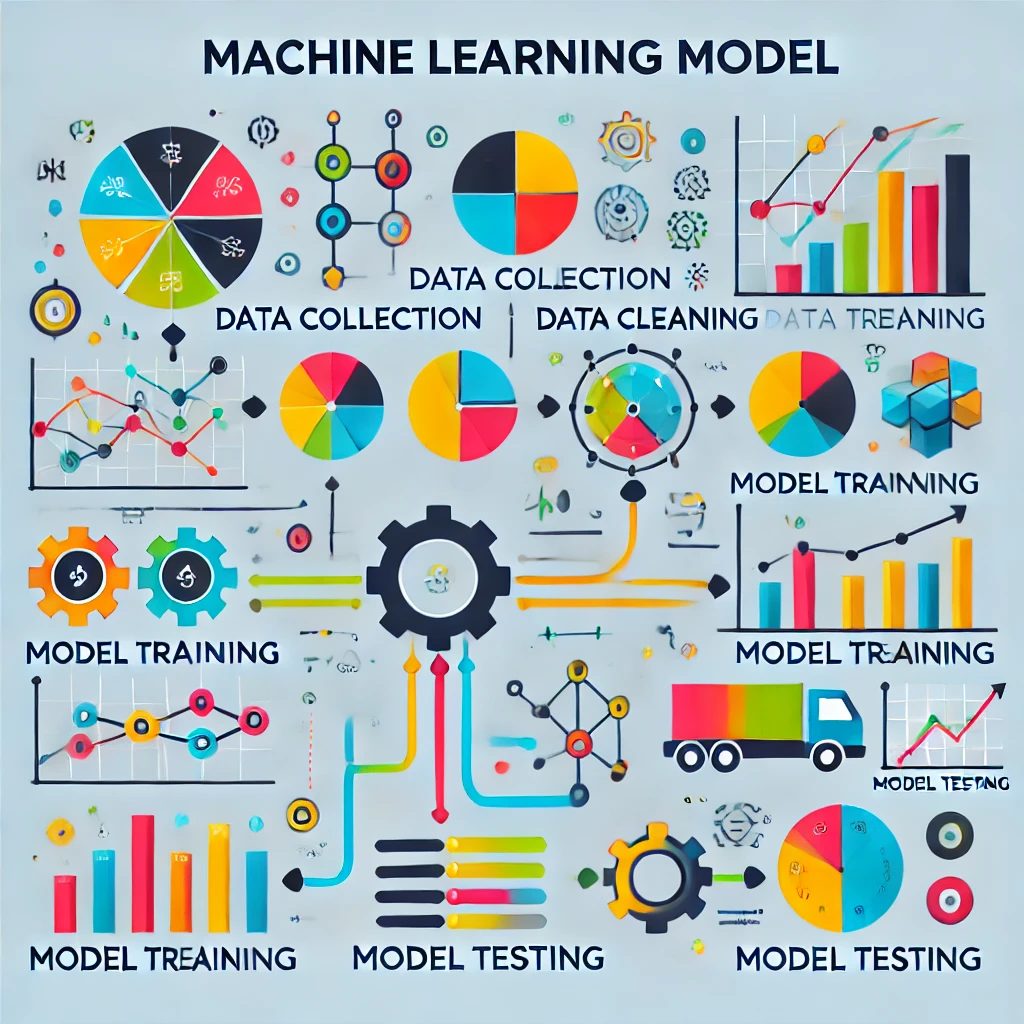 MACHINE LEARNING MODEL
DATA COLLECTION
DATA COLLECTION
DATA CLEANING
DATA TREANING
MODEL TRAINNING
MODEL TRAINING
MODEL TRAINING
MODEL TESTING
MODEL TREAINING
MODEL TESTING
MODEL TESTING